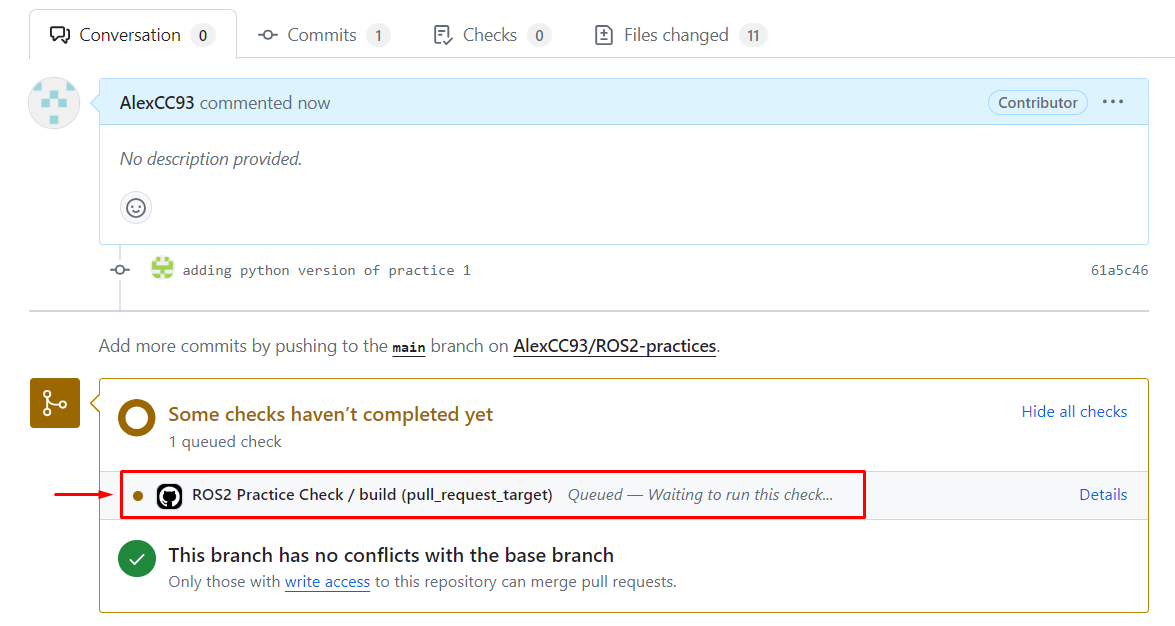 Conversation 0 Commits 1 Checks 0 Files changed 11
AlexCC93 commented now Contributor
No description provided.
adding python version of practice 1 61a5c46
Add more commits by pushing to the main branch on AlexCC93/ROS2-practices.
Some checks haven’t completed yet Hide all checks
1 queued check
ROS2 Practice Check / build (pull_request_target) Queued — Waiting to run this check... Details
This branch has no conflicts with the base branch
Only those with write access to this repository can merge pull requests.